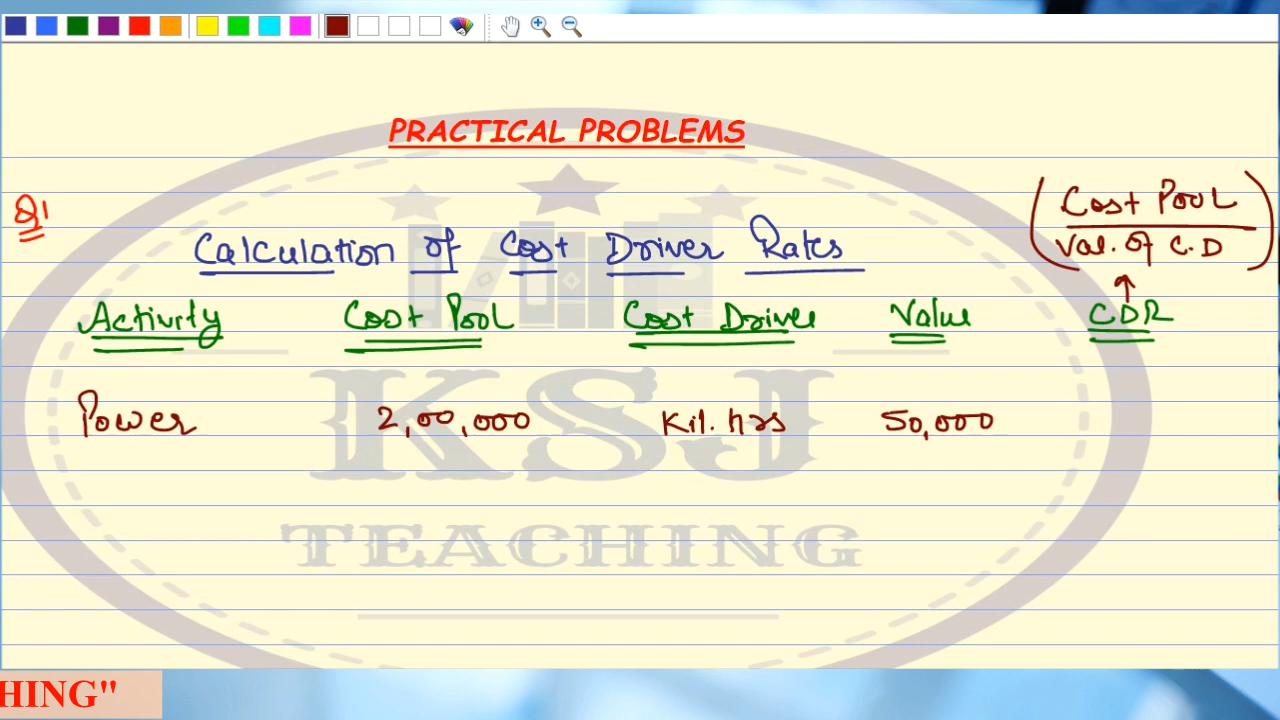 PRACTICAL PROBLEMS
Q1
Calculation of Cost Driver Rates
Cost Pool
Val. of C.D
Activity Cost Pool Cost Driver Value CDR
Power 2,00,000 Kil. hrs 50,000
KSJ
TEACHING
HING"